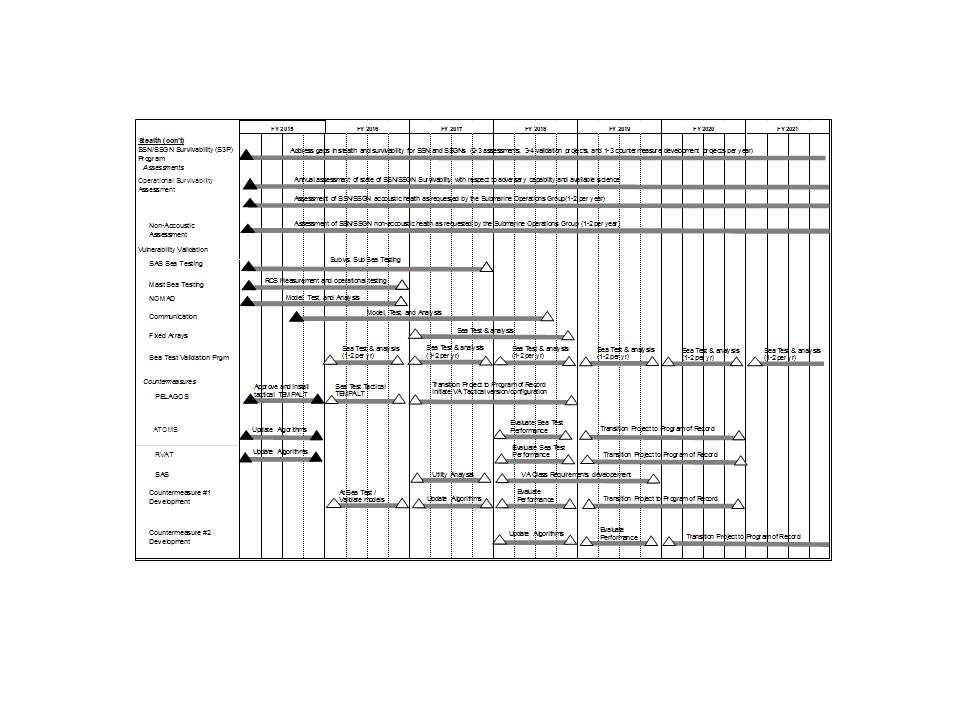 FY 2015 FY 2016 FY 2017 FY 2018 FY 2019 FY 2020 FY 2021
Stealth (con't)
SSN/SSGN Survivability (S3P)
Program
Assessments
Address gaps in stealth and survivability for SSN and SSGNs (2-3 assessments, 3-4 validation projects, and 1-3 countermeasure development projects per year)
Operational Survivability
Assessment
Annual assessment of state of SSN/SSGN Survivability with respect to adversary capability and available science
Assessment of SSN/SSGN accoustic health as requested by the Submarine Operations Group(1-2 per year)
Non-Accoustic
Assessment
Assessment of SSN/SSGN non-accoustic health as requested by the Submarine Operations Group (1-2 per year)
Vulnerability Validation
SAS Sea Testing
Sub vs. Sub Sea Testing
Mast Sea Testing
RCS Measurement and operational testing
NOMAD
Model, Test, and Analysis
Communication
Model, Test, and Analysis
Fixed Arrays
Sea Test & analysis
Sea Test Validation Prgm
Sea Test & analysis
(1-2 per yr)
Sea Test & analysis
(1-2 per yr)
Sea Test & analysis
(1-2 per yr)
Sea Test & analysis
(1-2 per yr)
Sea Test & analysis
(1-2 per yr)
Sea Test & analysis
(1-2 per yr)
Countermeasures
PELAGOS
Approve and Install
tactical TEMPALT
Sea Test Tactical
TEMPALT
Transition Project to Program of Record
Initiate VA Tactical version/configuration
ATOMS
Update Algorithms
Evaluate Sea Test
Performance
Transition Project to Program of Record
RVAT
Update Algorithms
Evaluate Sea Test
Performance
Transition Project to Program of Record
SAS
Utility Analysis
VA Class Requirements development
Countermeasure #1
Development
At Sea Test /
Validate models
Update Algorithms
Evaluate
Performance
Transition Project to Program of Record
Countermeasure #2
Development
Update Algorithms
Evaluate
Performance
Transition Project to Program of Record